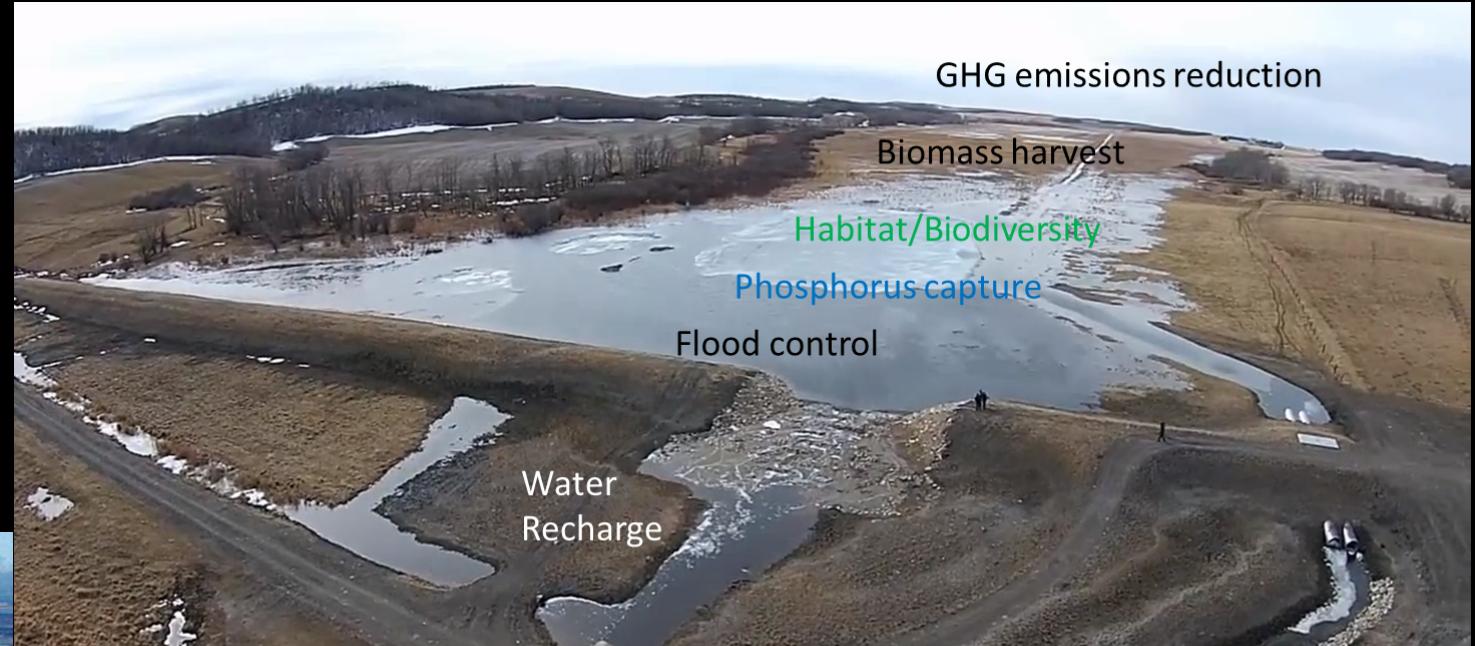 GHG emissions reduction
Biomass harvest
Habitat/Biodiversity
Phosphorus capture
Flood control
Water
Recharge